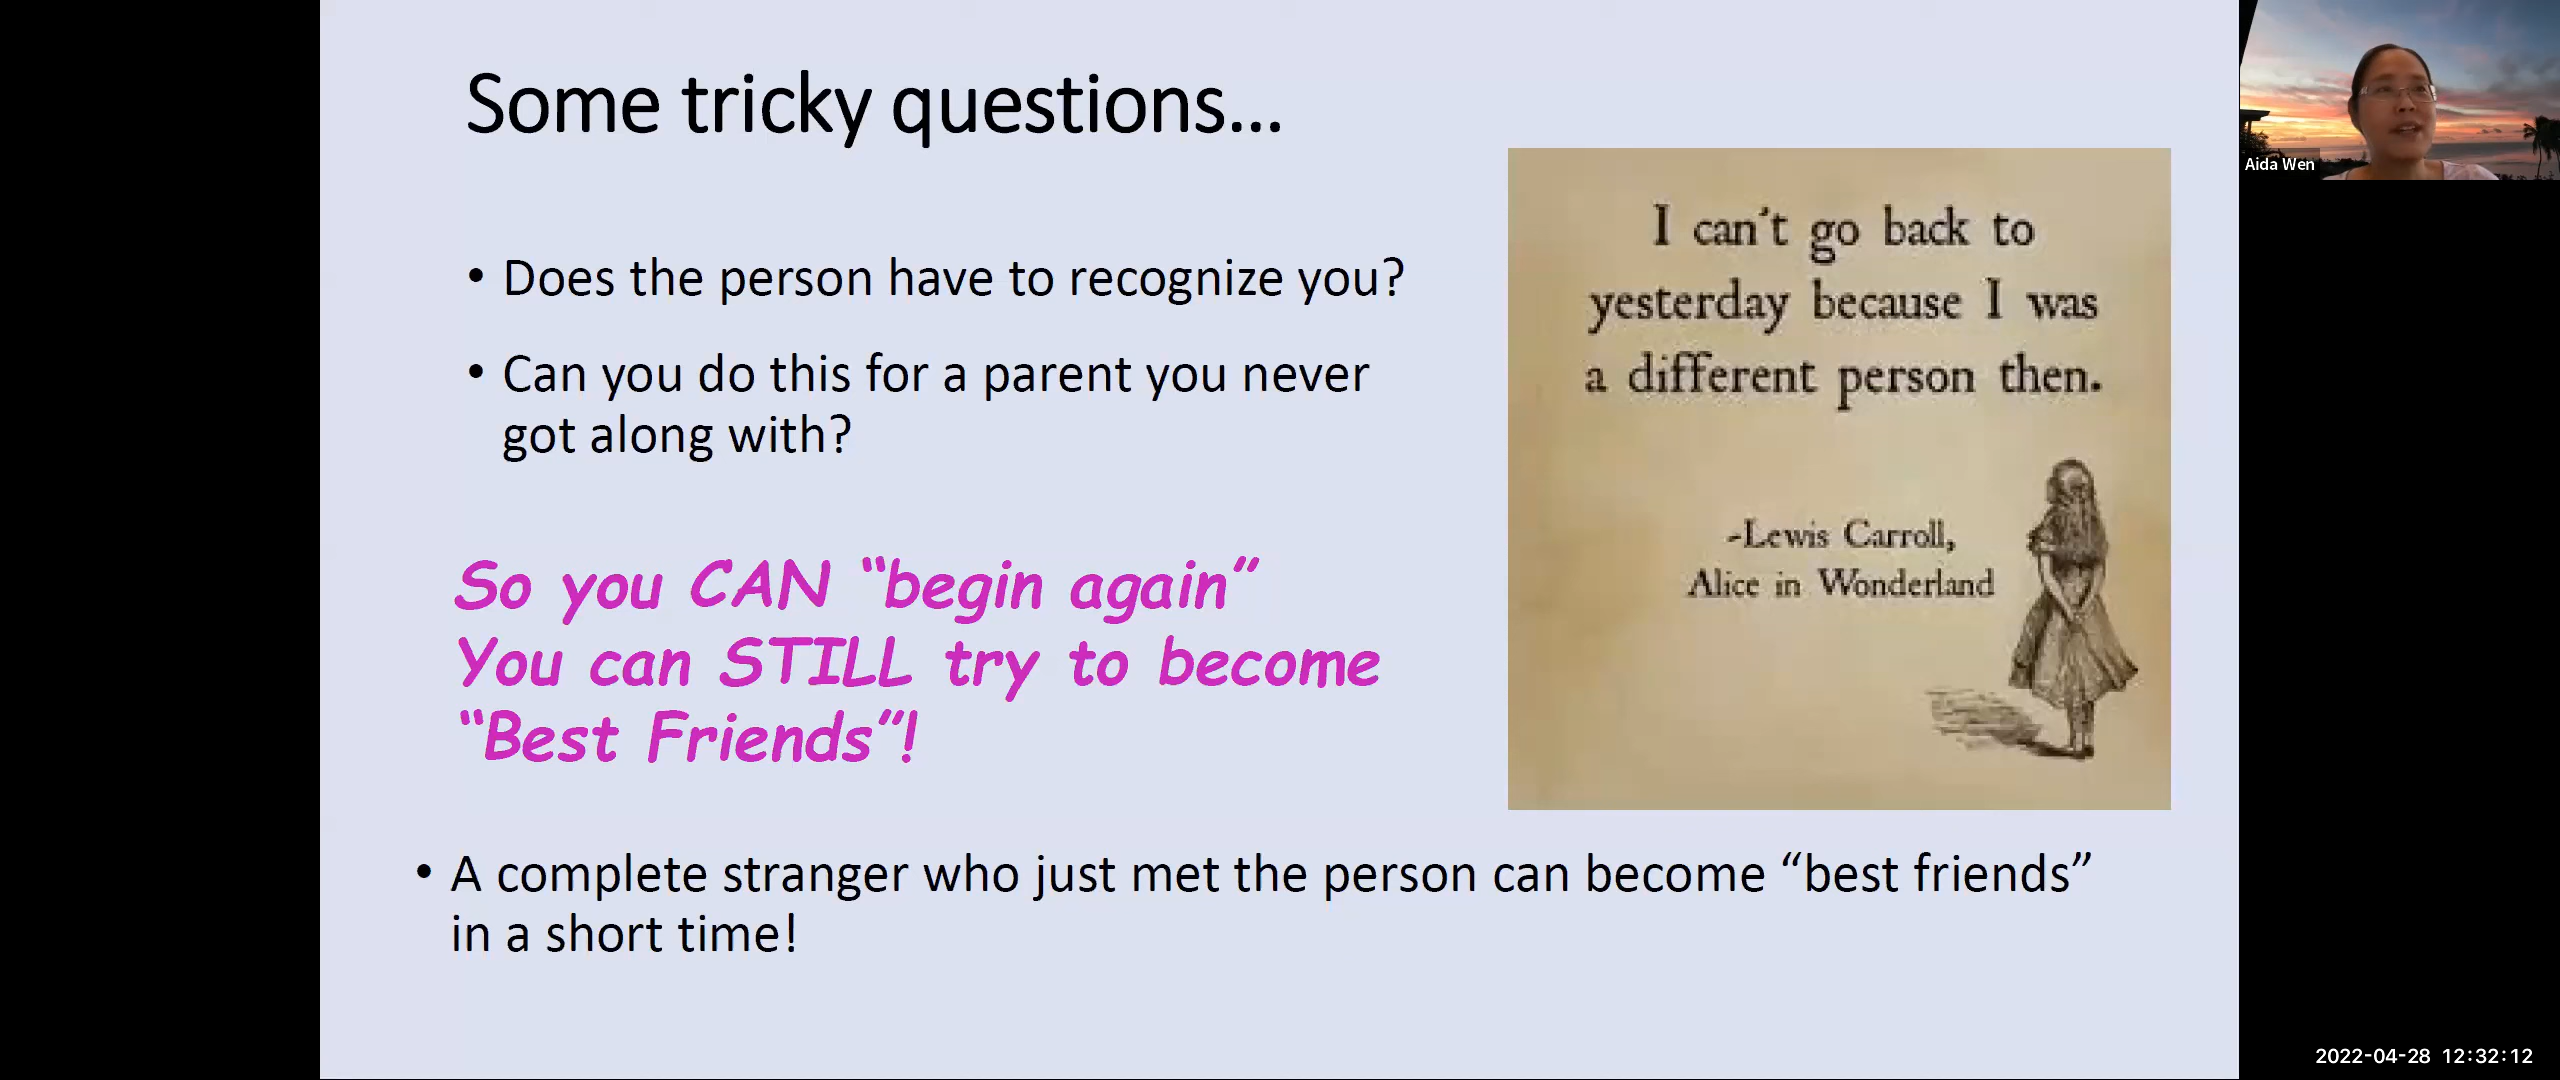 Some tricky questions...
• Does the person have to recognize you?
• Can you do this for a parent you never
got along with?
So you CAN “begin again”
You can STILL try to become
“Best Friends”!
• A complete stranger who just met the person can become “best friends”
in a short time!
I can't go back to
yesterday because I was
a different person then.
-Lewis Carroll,
Alice in Wonderland
Aida Wen
2022-04-28 12:32:12